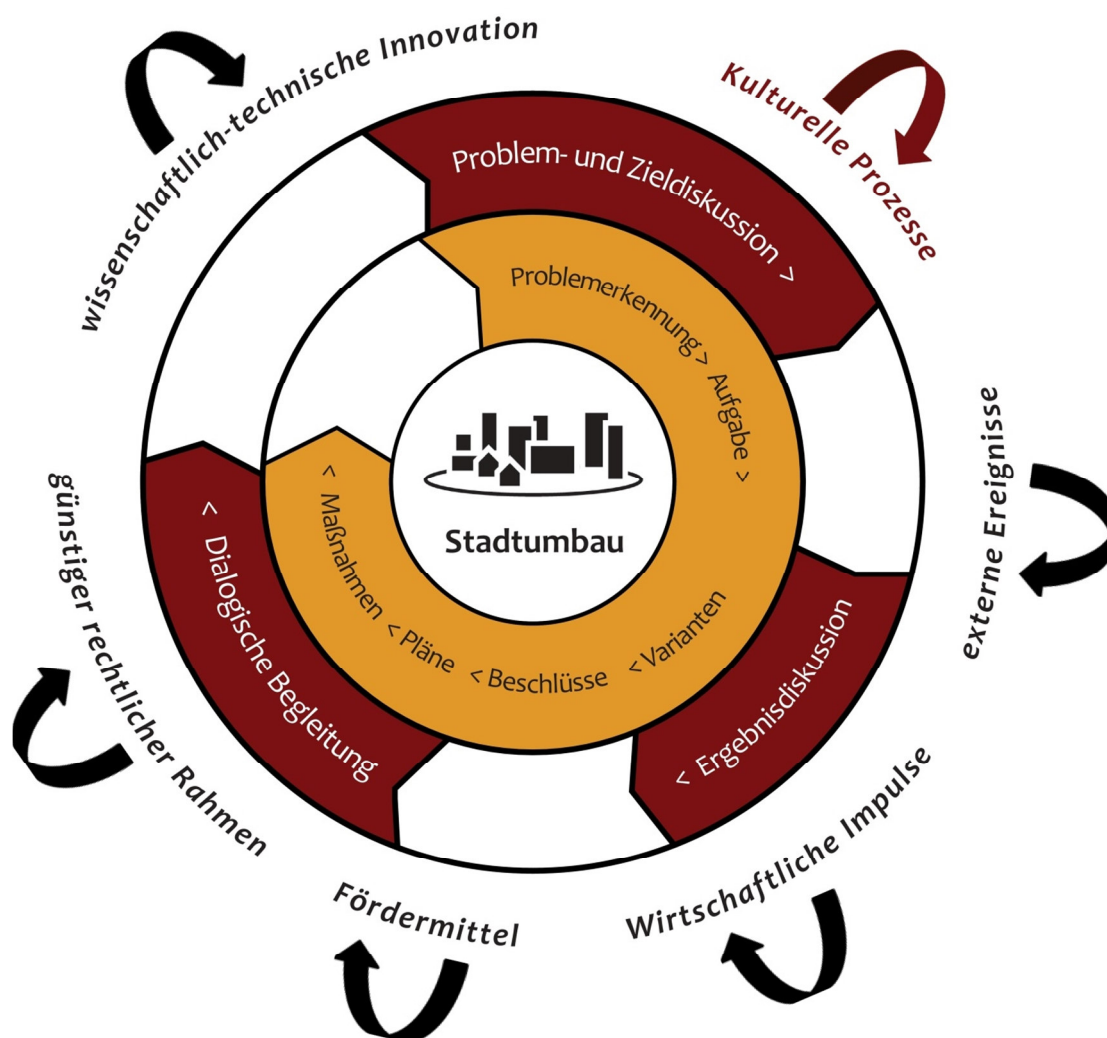 wissenschaftlich-technische Innovation
Kulturelle Prozesse
externe Ereignisse
Wirtschaftliche Impulse
Fördermittel
günstiger rechtlicher Rahmen
Problem- und Zieldiskussion >
< Ergebnisdiskussion
< Dialogische Begleitung
Problemerkennung > Aufgabe >
< Maßnahmen < Pläne < Beschlüsse < Varianten
Stadtumbau